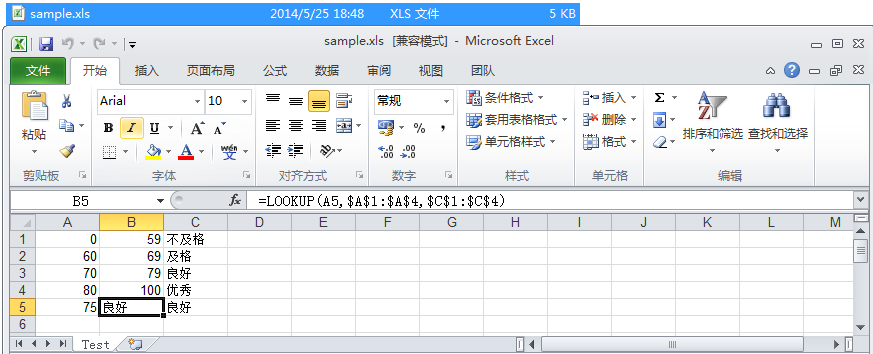 sample.xls 2014/5/25 18:48 XLS 文件 5 KB
sample.xls [兼容模式] - Microsoft Excel
文件 开始 插入 页面布局 公式 数据 审阅 视图 团队
粘贴 Arial 10 常规 条件格式 插入 Σ
B I U A A % , 套用表格格式 删除 排序和筛选 查找和选择
A wén 文 .00 .00 单元格样式 格式
剪贴板 字体 对齐方式 数字 样式 单元格 编辑
B5 fx =LOOKUP(A5,$A$1:$A$4,$C$1:$C$4)
A B C D E F G H I J K L M
1 0 59 不及格
2 60 69 及格
3 70 79 良好
4 80 100 优秀
5 75 良好 良好
6
Test